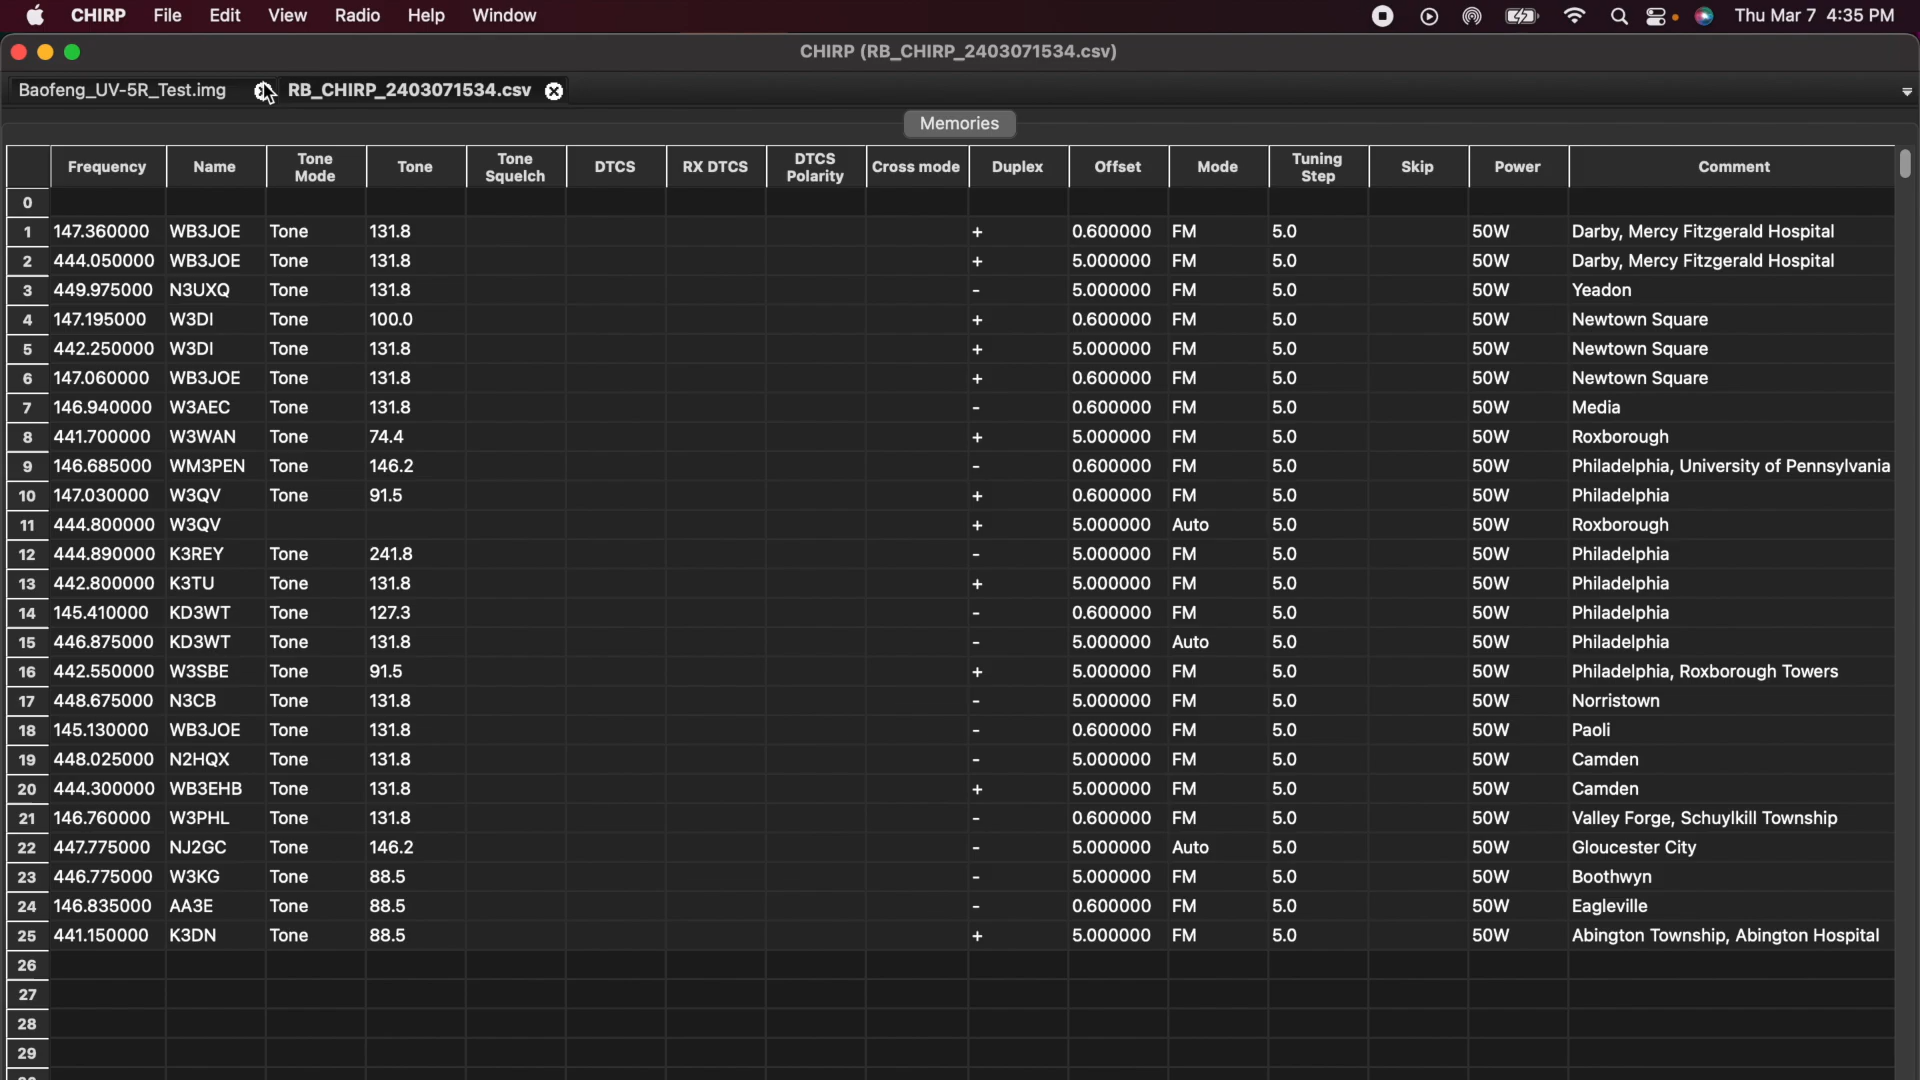 CHIRP File Edit View Radio Help Window Thu Mar 7 4:35 PM
CHIRP (RB_CHIRP_2403071534.csv)
Baofeng_UV-5R_Test.img RB_CHIRP_2403071534.csv
Memories
Frequency Name Tone Mode Tone Tone Squelch DTCS RX DTCS DTCS Polarity Cross mode Duplex Offset Mode Tuning Step Skip Power Comment
0
1 147.360000 WB3JOE Tone 131.8 + 0.600000 FM 5.0 50W Darby, Mercy Fitzgerald Hospital
2 444.050000 WB3JOE Tone 131.8 + 5.000000 FM 5.0 50W Darby, Mercy Fitzgerald Hospital
3 449.975000 N3UXQ Tone 131.8 - 5.000000 FM 5.0 50W Yeadon
4 147.195000 W3DI Tone 100.0 + 0.600000 FM 5.0 50W Newtown Square
5 442.250000 W3DI Tone 131.8 + 5.000000 FM 5.0 50W Newtown Square
6 147.060000 WB3JOE Tone 131.8 + 0.600000 FM 5.0 50W Newtown Square
7 146.940000 W3AEC Tone 131.8 - 0.600000 FM 5.0 50W Media
8 441.700000 W3WAN Tone 74.4 + 5.000000 FM 5.0 50W Roxborough
9 146.685000 WM3PEN Tone 146.2 - 0.600000 FM 5.0 50W Philadelphia, University of Pennsylvania
10 147.030000 W3QV Tone 91.5 + 0.600000 FM 5.0 50W Philadelphia
11 444.800000 W3QV + 5.000000 Auto 5.0 50W Roxborough
12 444.890000 K3REY Tone 241.8 - 5.000000 FM 5.0 50W Philadelphia
13 442.800000 K3TU Tone 131.8 + 5.000000 FM 5.0 50W Philadelphia
14 145.410000 KD3WT Tone 127.3 - 0.600000 FM 5.0 50W Philadelphia
15 446.875000 KD3WT Tone 131.8 - 5.000000 Auto 5.0 50W Philadelphia
16 442.550000 W3SBE Tone 91.5 + 5.000000 FM 5.0 50W Philadelphia, Roxborough Towers
17 448.675000 N3CB Tone 131.8 - 5.000000 FM 5.0 50W Norristown
18 145.130000 WB3JOE Tone 131.8 - 0.600000 FM 5.0 50W Paoli
19 448.025000 N2HQX Tone 131.8 - 5.000000 FM 5.0 50W Camden
20 444.300000 WB3EHB Tone 131.8 + 5.000000 FM 5.0 50W Camden
21 146.760000 W3PHL Tone 131.8 - 0.600000 FM 5.0 50W Valley Forge, Schuylkill Township
22 447.775000 NJ2GC Tone 146.2 - 5.000000 Auto 5.0 50W Gloucester City
23 446.775000 W3KG Tone 88.5 - 5.000000 FM 5.0 50W Boothwyn
24 146.835000 AA3E Tone 88.5 - 0.600000 FM 5.0 50W Eagleville
25 441.150000 K3DN Tone 88.5 + 5.000000 FM 5.0 50W Abington Township, Abington Hospital
26
27
28
29